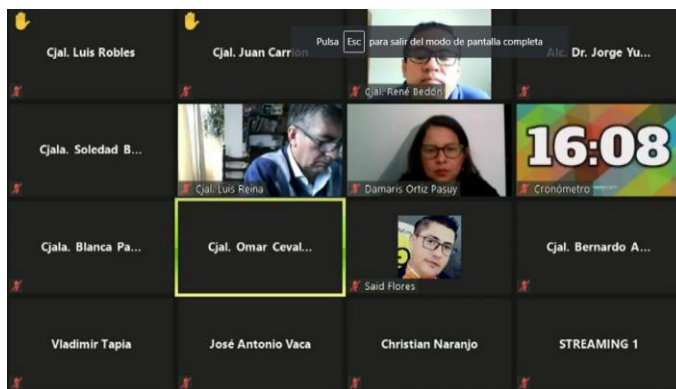 Cjal. Luis Robles
Cjal. Juan Carrión
Pulsa Esc para salir del modo de pantalla completa
Cjal. René Bedón
Alc. Dr. Jorge Yu...
Cjala. Soledad B...
Cjal. Luis Reina
Damaris Ortiz Pasuy
16:08
Cronómetro
Cjala. Blanca Pa...
Cjal. Omar Ceval...
Said Flores
Cjal. Bernardo A...
Vladimir Tapia
José Antonio Vaca
Christian Naranjo
STREAMING 1